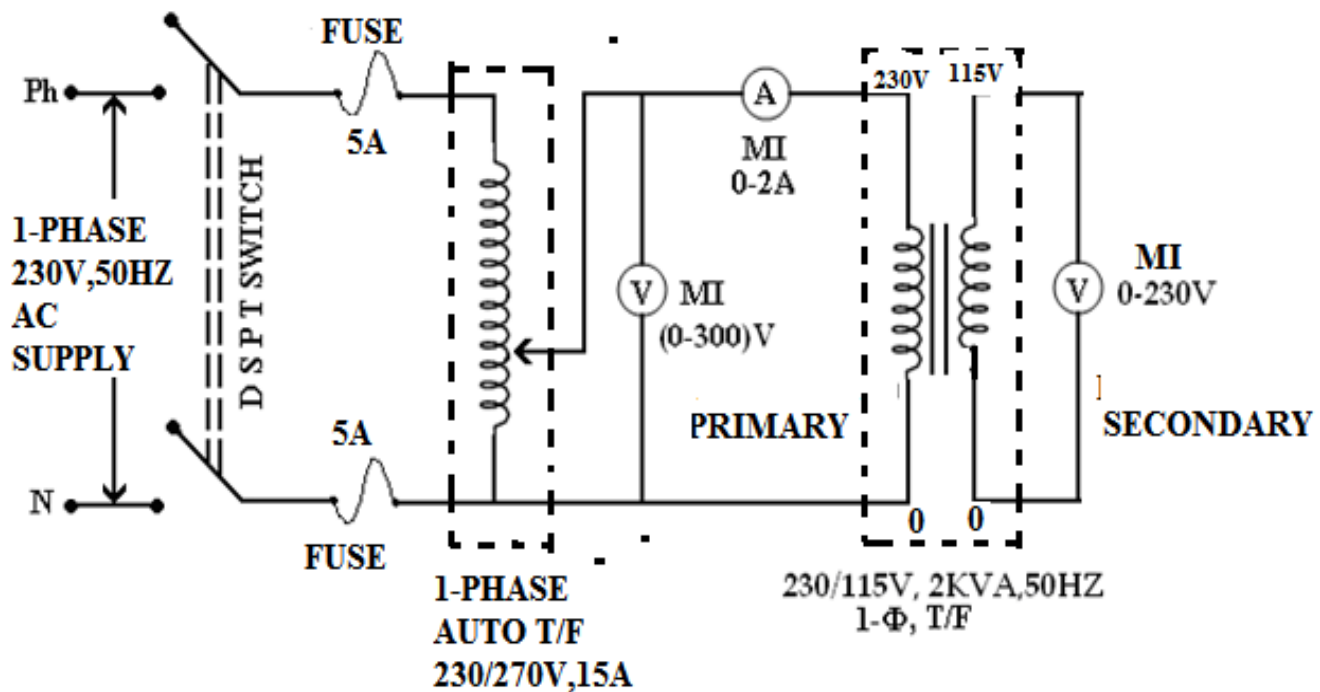 FUSE
5A
Ph
1-PHASE
230V,50HZ
AC
SUPPLY
N
D S P T SWITCH
5A
FUSE
1-PHASE
AUTO T/F
230/270V,15A
A
MI
0-2A
V
MI
(0-300)V
230V
115V
PRIMARY
0
0
V
MI
0-230V
SECONDARY
230/115V, 2KVA,50HZ
1-Φ, T/F